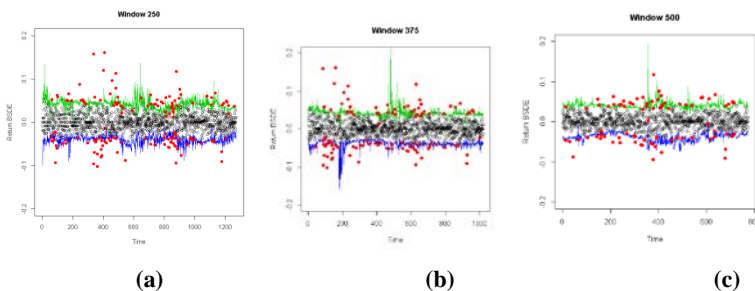 Window 250
Return BSDE
0.2
0.1
0.0
-0.1
-0.2
0 200 400 600 800 1000 1200
Time
(a)
Window 375
Return BSDE
0.2
0.1
0.0
-0.1
-0.2
0 200 400 600 800 1000
Time
(b)
Window 500
Return BSDE
0.2
0.1
0.0
-0.1
-0.2
0 200 400 600 800
Time
(c)